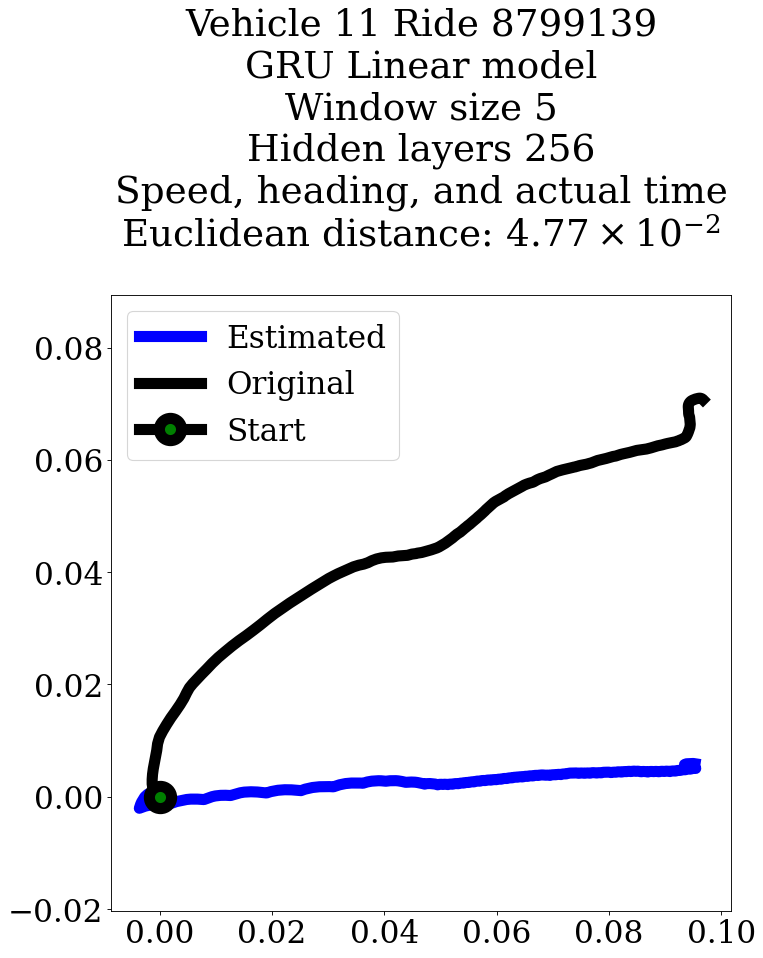 Vehicle 11 Ride 8799139
GRU Linear model
Window size 5
Hidden layers 256
Speed, heading, and actual time
Euclidean distance: 4.77 × 10⁻²
Estimated
Original
Start
0.08
0.06
0.04
0.02
0.00
−0.02
0.00 0.02 0.04 0.06 0.08 0.10